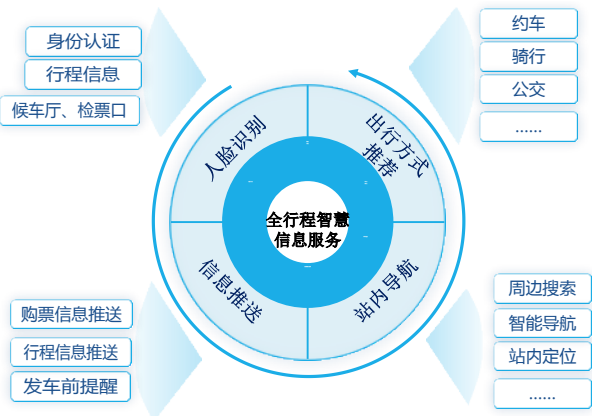 身份认证
行程信息
候车厅、检票口
约车
骑行
公交
......
人脸识别
出行方式
推荐
全行程智慧
信息服务
信息推送
站内导航
购票信息推送
行程信息推送
发车前提醒
周边搜索
智能导航
站内定位
......